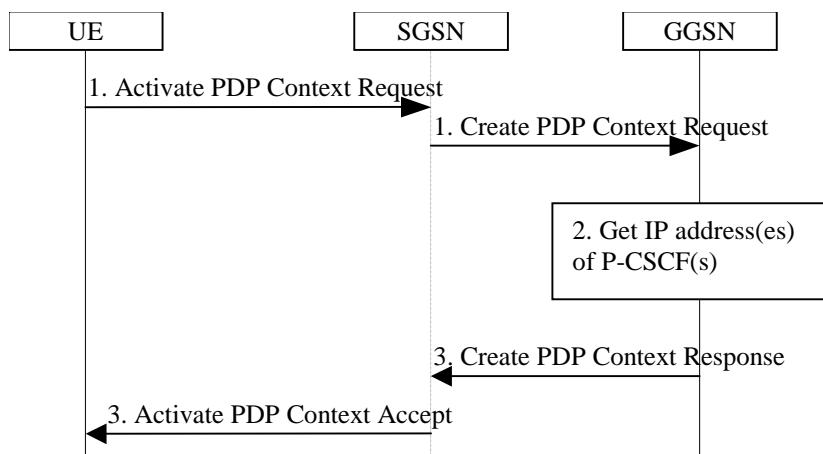 UE
SGSN
GGSN
1. Activate PDP Context Request
1. Create PDP Context Request
2. Get IP address(es)
of P-CSCF(s)
3. Create PDP Context Response
3. Activate PDP Context Accept